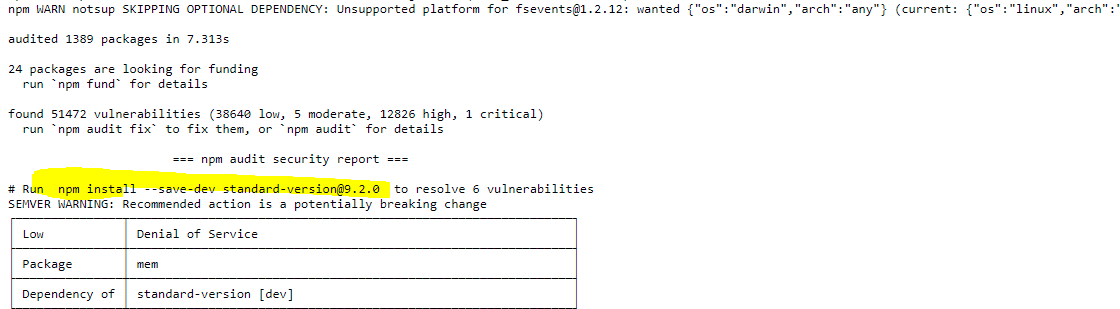 npm WARN notsup SKIPPING OPTIONAL DEPENDENCY: Unsupported platform for fsevents@1.2.12: wanted {"os":"darwin","arch":"any"} (current: {"os":"linux","arch":"
audited 1389 packages in 7.313s
24 packages are looking for funding
run `npm fund` for details
found 51472 vulnerabilities (38640 low, 5 moderate, 12826 high, 1 critical)
run `npm audit fix` to fix them, or `npm audit` for details
=== npm audit security report ===
# Run  npm install --save-dev standard-version@9.2.0  to resolve 6 vulnerabilities
SEMVER WARNING: Recommended action is a potentially breaking change
Low Denial of Service
Package mem
Dependency of standard-version [dev]